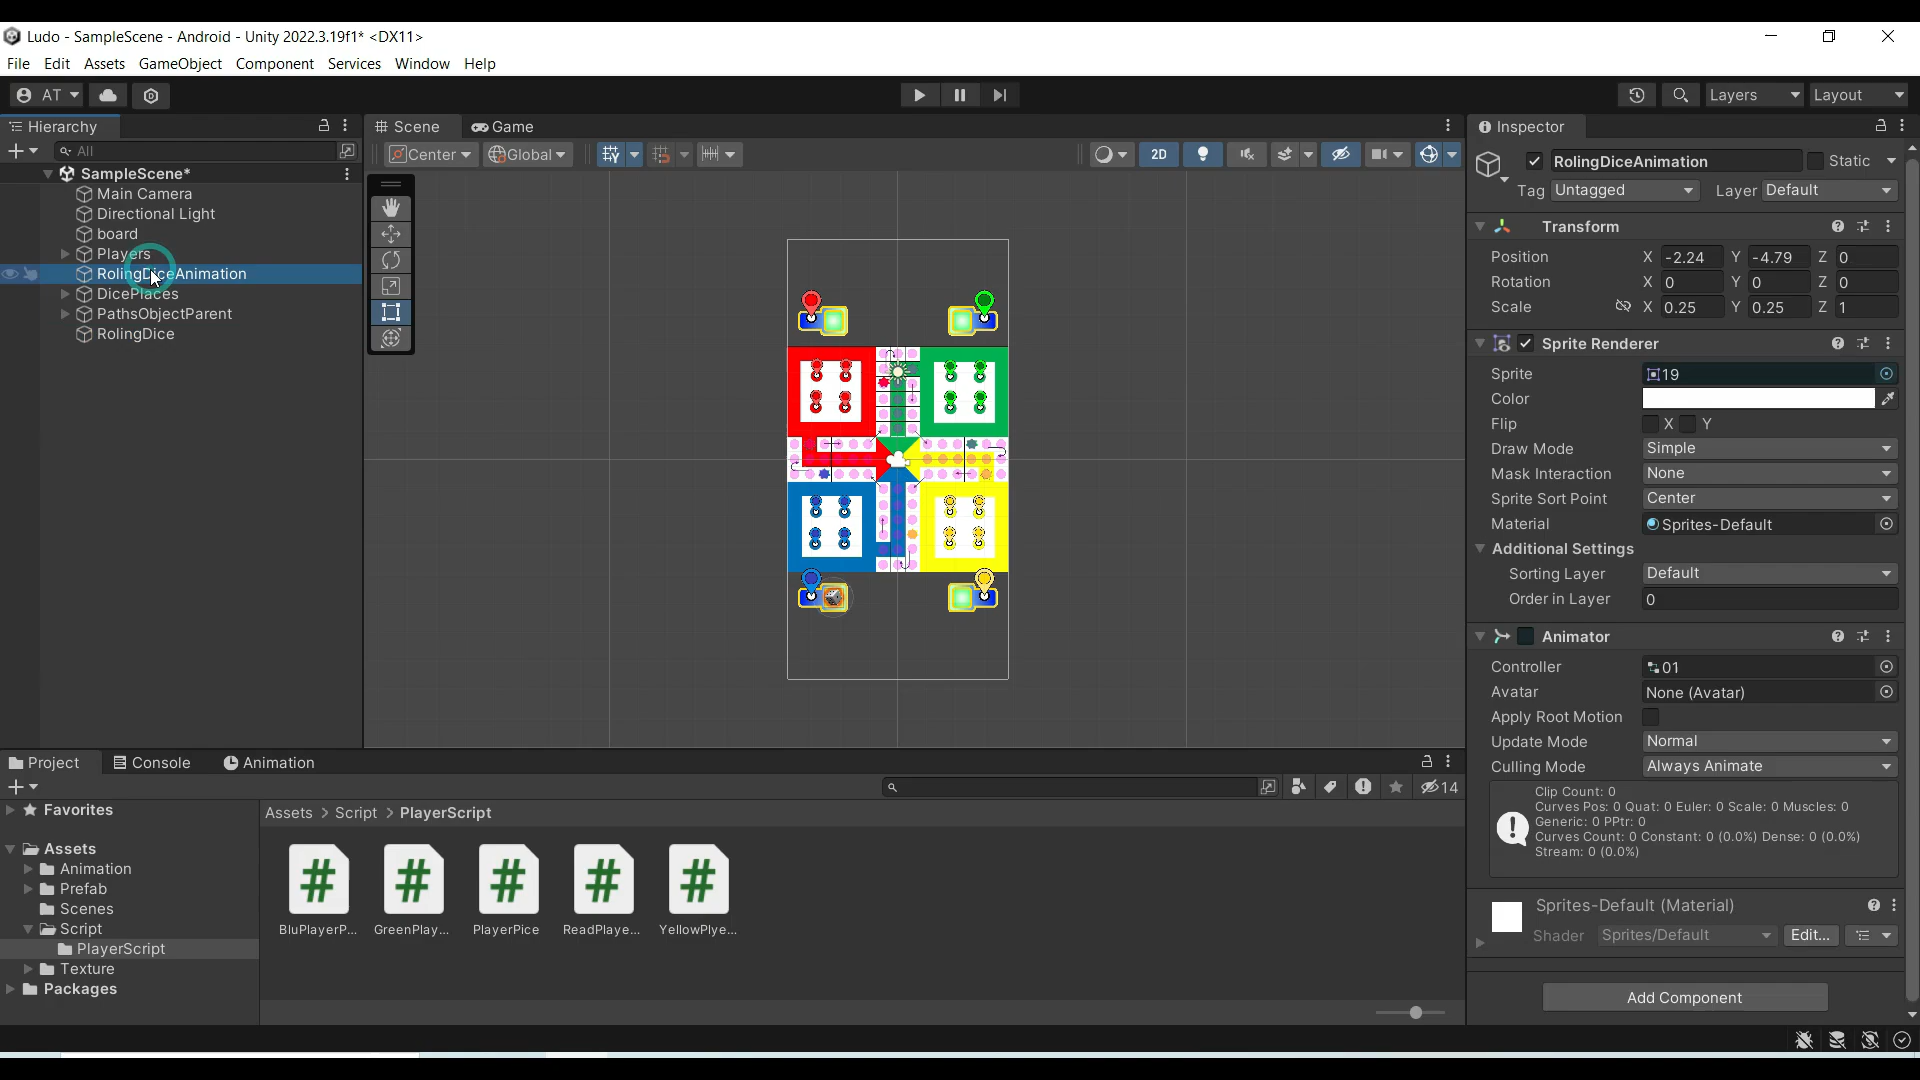 Ludo - SampleScene - Android - Unity 2022.3.19f1* <DX11>
File Edit Assets GameObject Component Services Window Help
AT
Layers Layout
Hierarchy
Scene Game
Inspector
All
Center Global
2D
RolingDiceAnimation Static
SampleScene*
Tag Untagged Layer Default
Main Camera
Directional Light
board
Players
RolingDiceAnimation
DicePlaces
PathsObjectParent
RolingDice
Transform
Position X -2.24 Y -4.79 Z 0
Rotation X 0 Y 0 Z 0
Scale X 0.25 Y 0.25 Z 1
Sprite Renderer
Sprite 19
Color
Flip X Y
Draw Mode Simple
Mask Interaction None
Sprite Sort Point Center
Material Sprites-Default
Additional Settings
Sorting Layer Default
Order in Layer 0
Animator
Controller 01
Avatar None (Avatar)
Apply Root Motion
Update Mode Normal
Culling Mode Always Animate
Clip Count: 0
Curves Pos: 0 Quat: 0 Euler: 0 Scale: 0 Muscles: 0
Generic: 0 PPtr: 0
Curves Count: 0 Constant: 0 (0.0%) Dense: 0 (0.0%)
Stream: 0 (0.0%)
Sprites-Default (Material)
Shader Sprites/Default Edit...
Add Component
Project Console Animation
14
Favorites
Assets
Animation
Prefab
Scenes
Script
PlayerScript
Texture
Packages
Assets > Script > PlayerScript
BluPlayerP... GreenPlay... PlayerPice ReadPlaye... YellowPlye...